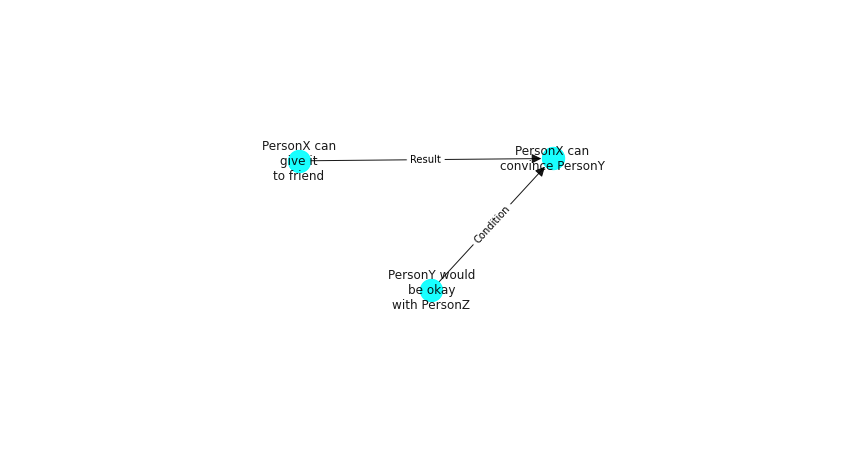 PersonX can
give it
to friend
Result
PersonX can
convince PersonY
Condition
PersonY would
be okay
with PersonZ